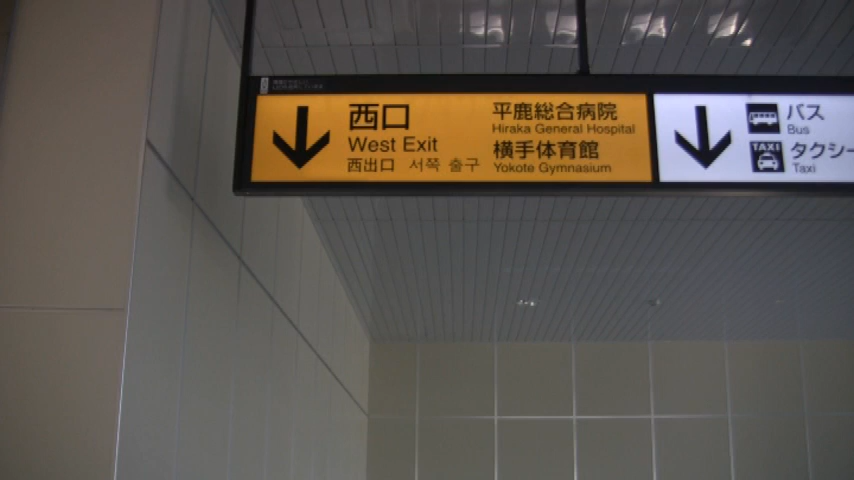 西口
West Exit
西出口 서쪽 출구
平鹿総合病院
Hiraka General Hospital
横手体育館
Yokote Gymnasium
バス
Bus
TAXI
タクシー
Taxi